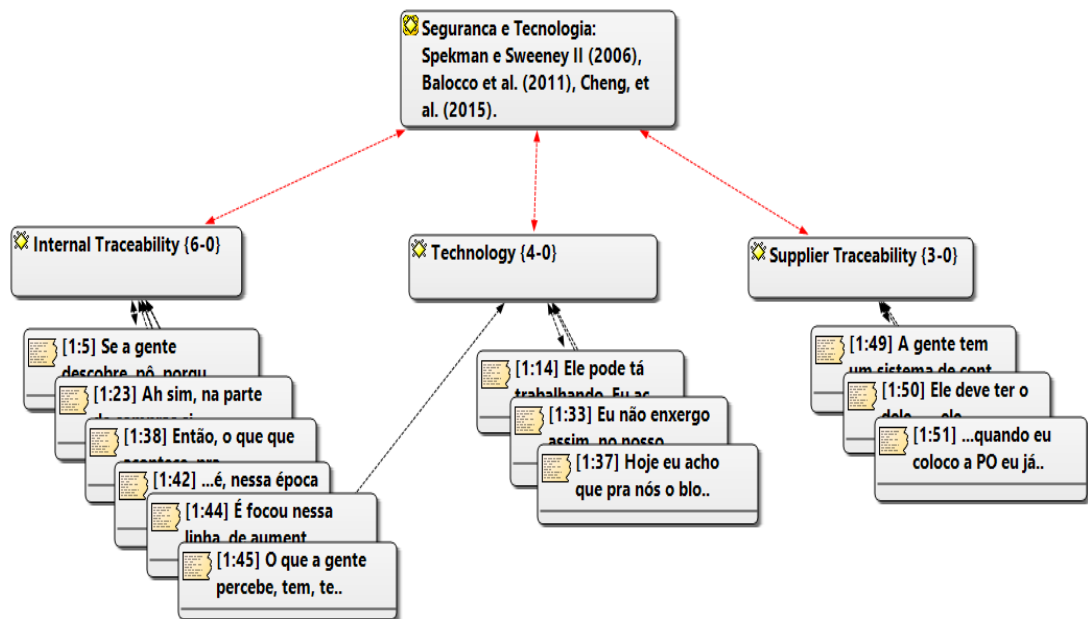 Seguranca e Tecnologia:
Spekman e Sweeney II (2006),
Balocco et al. (2011), Cheng, et
al. (2015).
Internal Traceability {6-0}
Technology {4-0}
Supplier Traceability {3-0}
[1:5] Se a gente
descobre, pô, porqu
[1:23] Ah sim, na parte
[1:38] Então, o que que
[1:42] ...é, nessa época
[1:44] É focou nessa
linha, de aument
[1:45] O que a gente
percebe, tem, te..
[1:14] Ele pode tá
trabalhando. Eu ac
[1:33] Eu não enxergo
assim, no nosso
[1:37] Hoje eu acho
que pra nós o blo..
[1:49] A gente tem
um sistema de cont
[1:50] Ele deve ter o
[1:51] ...quando eu
coloco a PO eu já..